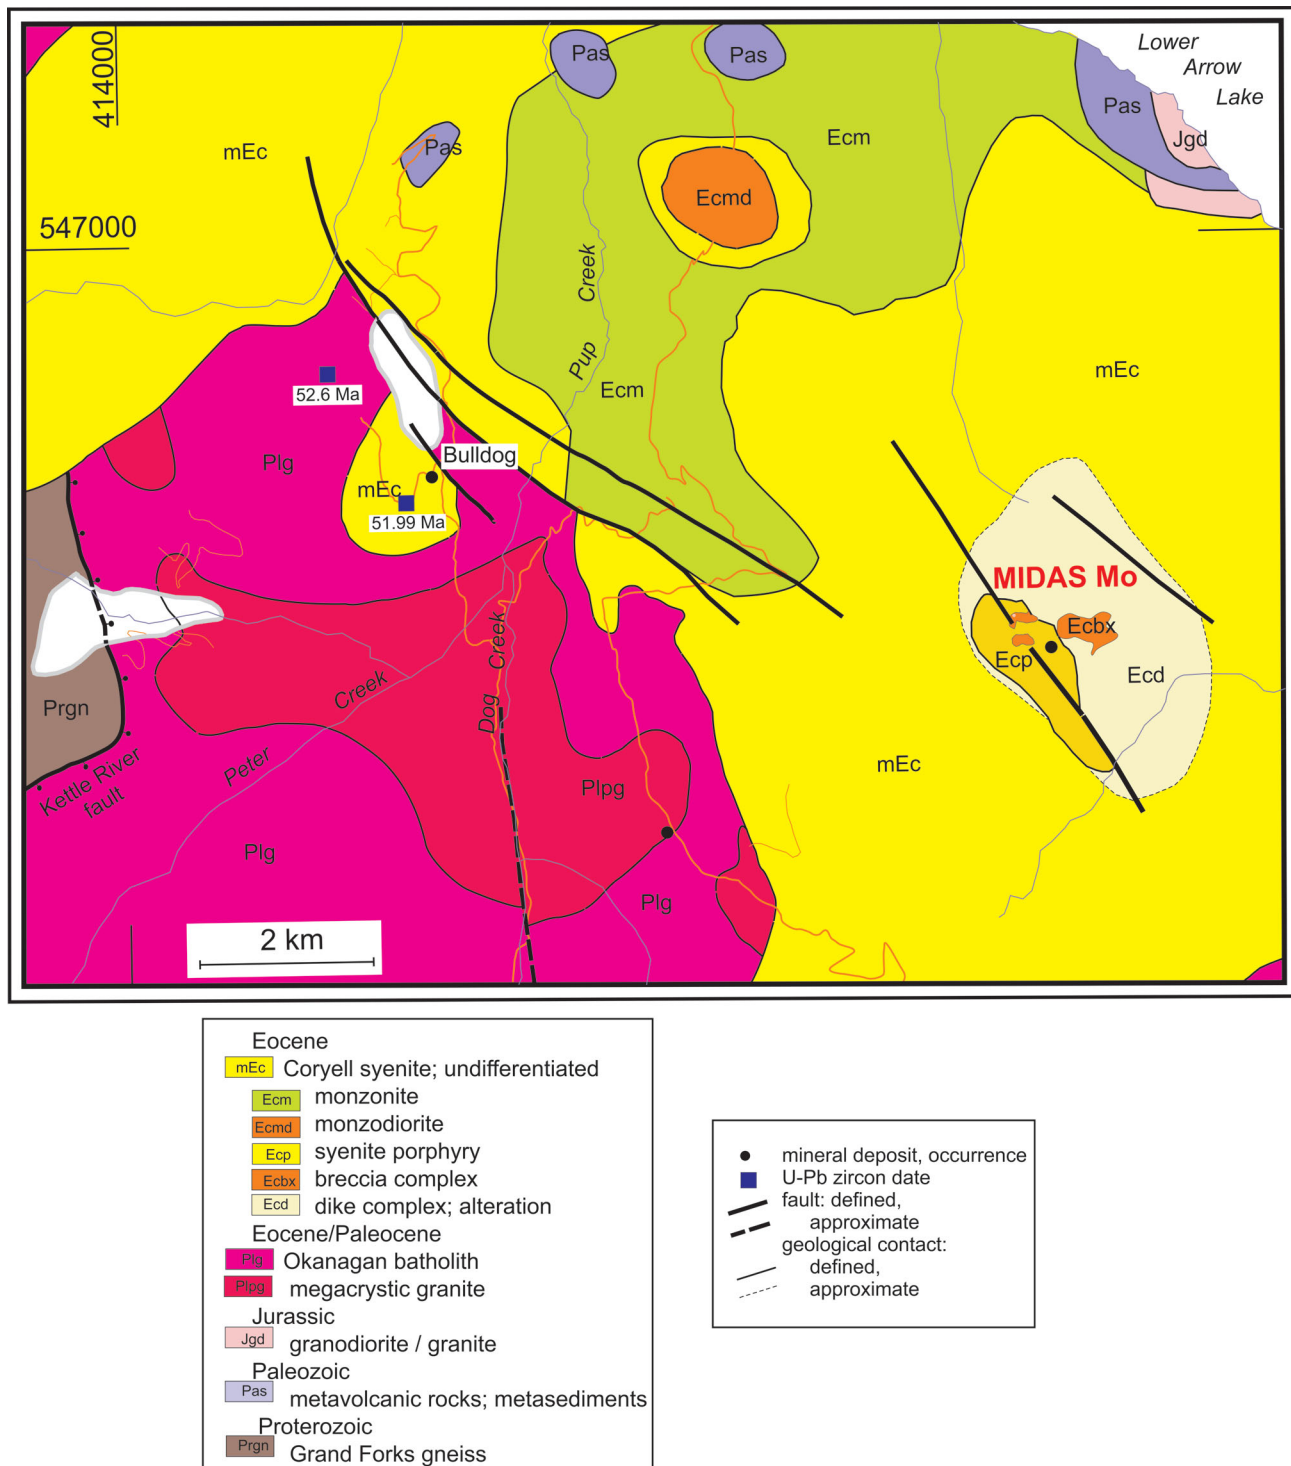 414000
547000
Lower
Arrow
Lake
Pas
Pas
Pas
Pas
Jgd
mEc
Ecm
Ecmd
Pup Creek
Ecm
mEc
52.6 Ma
Plg
Bulldog
mEc
51.99 Ma
MIDAS Mo
Ecbx
Ecp
Ecd
Prgn
Kettle River
fault
Peter Creek
Dog Creek
Plpg
mEc
Plg
Plg
2 km
Eocene
mEc Coryell syenite; undifferentiated
Ecm monzonite
Ecmd monzodiorite
Ecp syenite porphyry
Ecbx breccia complex
Ecd dike complex; alteration
Eocene/Paleocene
Plg Okanagan batholith
Plpg megacrystic granite
Jurassic
Jgd granodiorite / granite
Paleozoic
Pas metavolcanic rocks; metasediments
Proterozoic
Prgn Grand Forks gneiss
mineral deposit, occurrence
U-Pb zircon date
fault: defined,
approximate
geological contact:
defined,
approximate